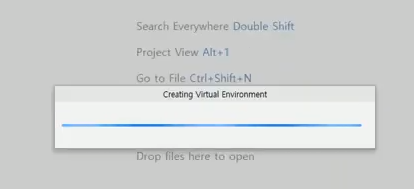 Search Everywhere Double Shift
Project View Alt+1
Go to File Ctrl+Shift+N
Creating Virtual Environment
Drop files here to open